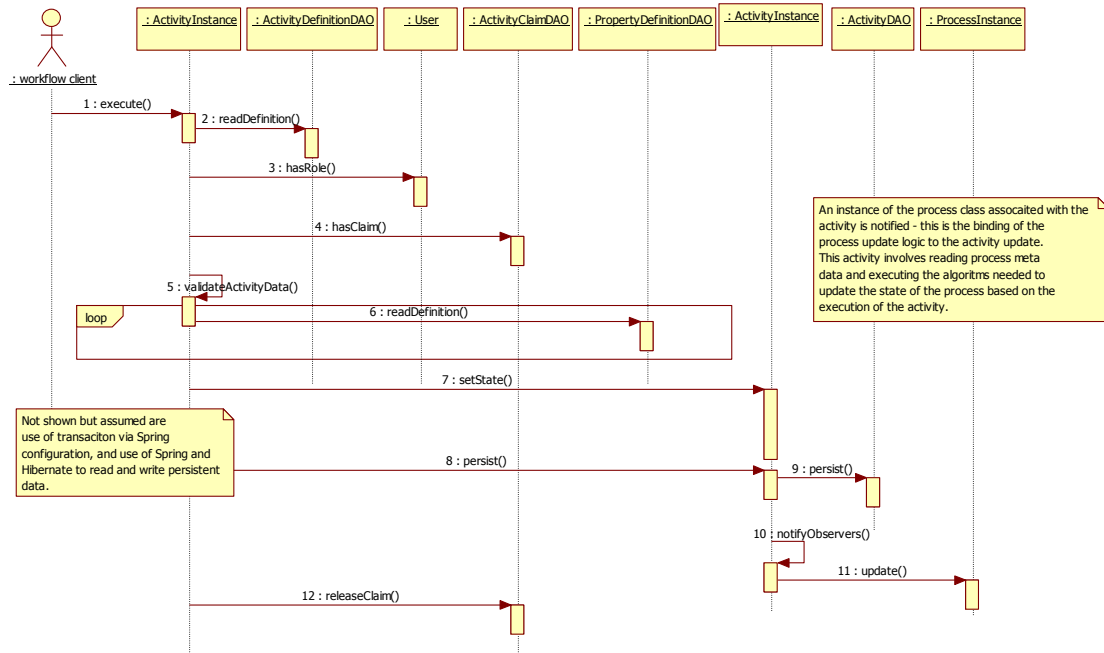 : ActivityInstance
: ActivityDefinitionDAO
: User
: ActivityClaimDAO
: PropertyDefinitionDAO
: ActivityInstance
: ActivityDAO
: ProcessInstance
: workflow client
1 : execute()
2 : readDefinition()
3 : hasRole()
4 : hasClaim()
An instance of the process class assocaited with the
activity is notified - this is the binding of the
process update logic to the activity update.
This activity involves reading process meta
data and executing the algoritms needed to
update the state of the process based on the
execution of the activity.
5 : validateActivityData()
loop
6 : readDefinition()
7 : setState()
Not shown but assumed are
use of transaciton via Spring
configuration, and use of Spring and
Hibernate to read and write persistent
data.
8 : persist()
9 : persist()
10 : notifyObservers()
11 : update()
12 : releaseClaim()